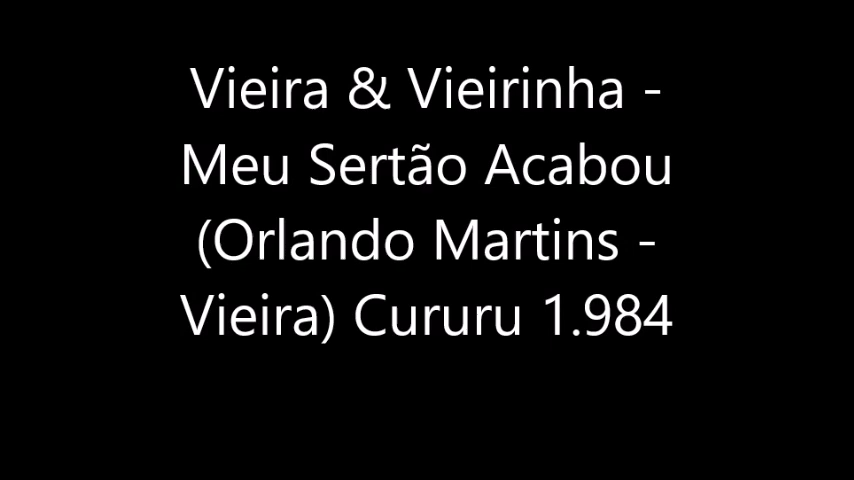 Vieira & Vieirinha -
Meu Sertão Acabou
(Orlando Martins -
Vieira) Cururu 1.984